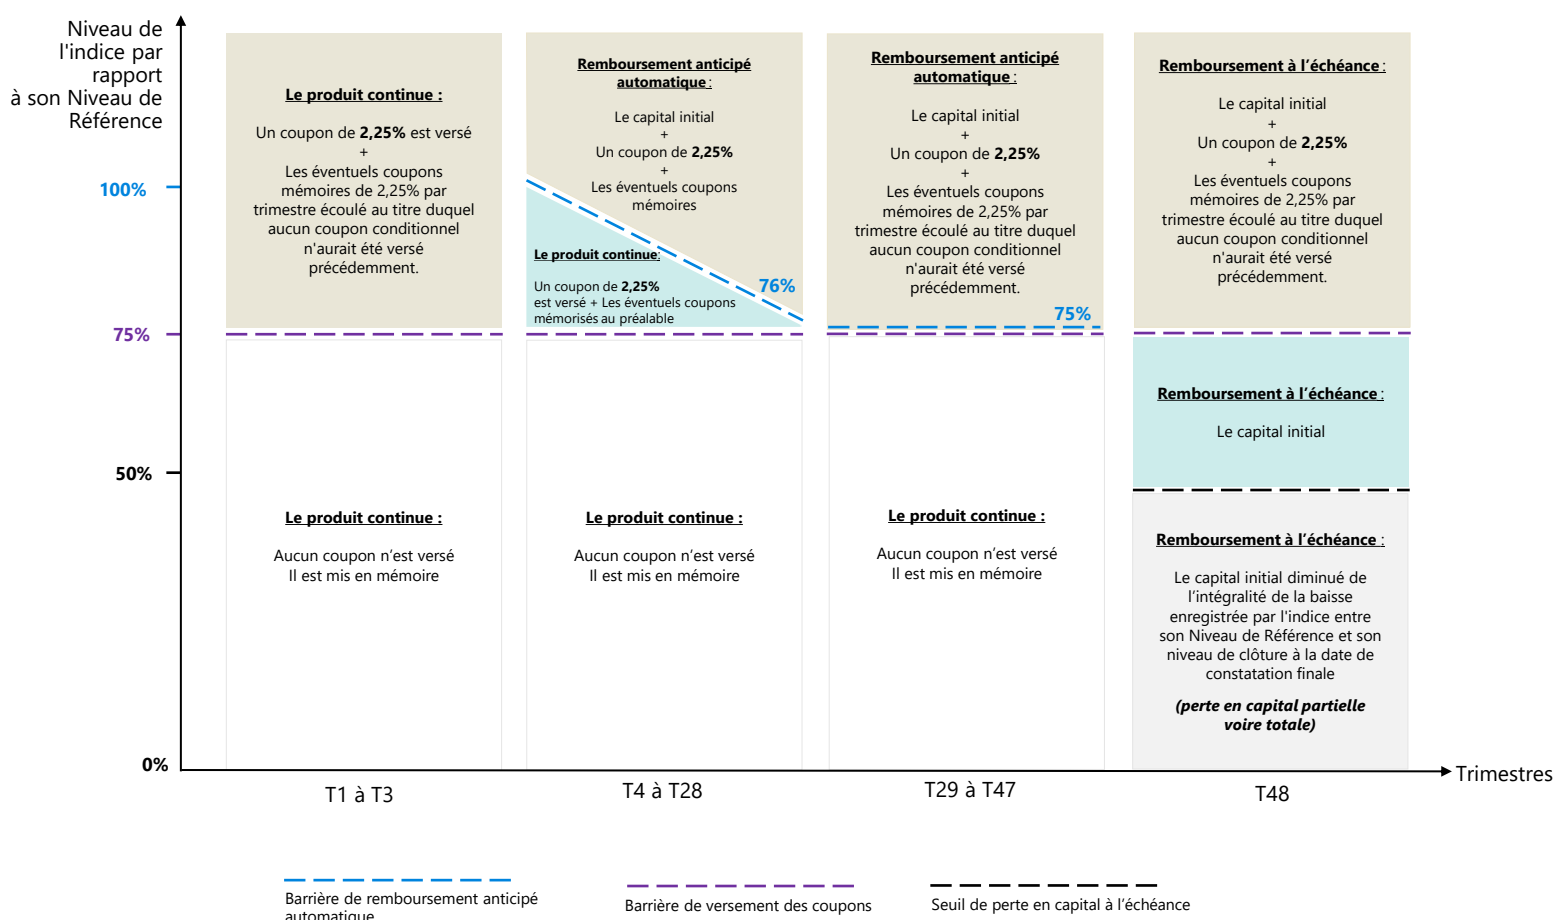 Niveau de
l'indice par
rapport
à son Niveau de
Référence
100%
75%
50%
0%
Le produit continue :
Un coupon de 2,25% est versé
+
Les éventuels coupons
mémoires de 2,25% par
trimestre écoulé au titre duquel
aucun coupon conditionnel
n'aurait été versé
précédemment.
Le produit continue :
Aucun coupon n’est versé
Il est mis en mémoire
T1 à T3
Remboursement anticipé
automatique :
Le capital initial
+
Un coupon de 2,25%
+
Les éventuels coupons
mémoires
76%
Le produit continue:
Un coupon de 2,25%
est versé + Les éventuels coupons
mémorisés au préalable
Le produit continue :
Aucun coupon n’est versé
Il est mis en mémoire
T4 à T28
Remboursement anticipé
automatique :
Le capital initial
+
Un coupon de 2,25%
+
Les éventuels coupons
mémoires de 2,25% par
trimestre écoulé au titre duquel
aucun coupon conditionnel
n'aurait été versé
précédemment.
75%
Le produit continue :
Aucun coupon n’est versé
Il est mis en mémoire
T29 à T47
Remboursement à l’échéance :
Le capital initial
+
Un coupon de 2,25%
+
Les éventuels coupons
mémoires de 2,25% par
trimestre écoulé au titre duquel
aucun coupon conditionnel
n'aurait été versé
précédemment.
Remboursement à l’échéance :
Le capital initial
Remboursement à l’échéance :
Le capital initial diminué de
l’intégralité de la baisse
enregistrée par l'indice entre
son Niveau de Référence et son
niveau de clôture à la date de
constatation finale
(perte en capital partielle
voire totale)
T48
Trimestres
Barrière de remboursement anticipé
automatique
Barrière de versement des coupons
Seuil de perte en capital à l’échéance